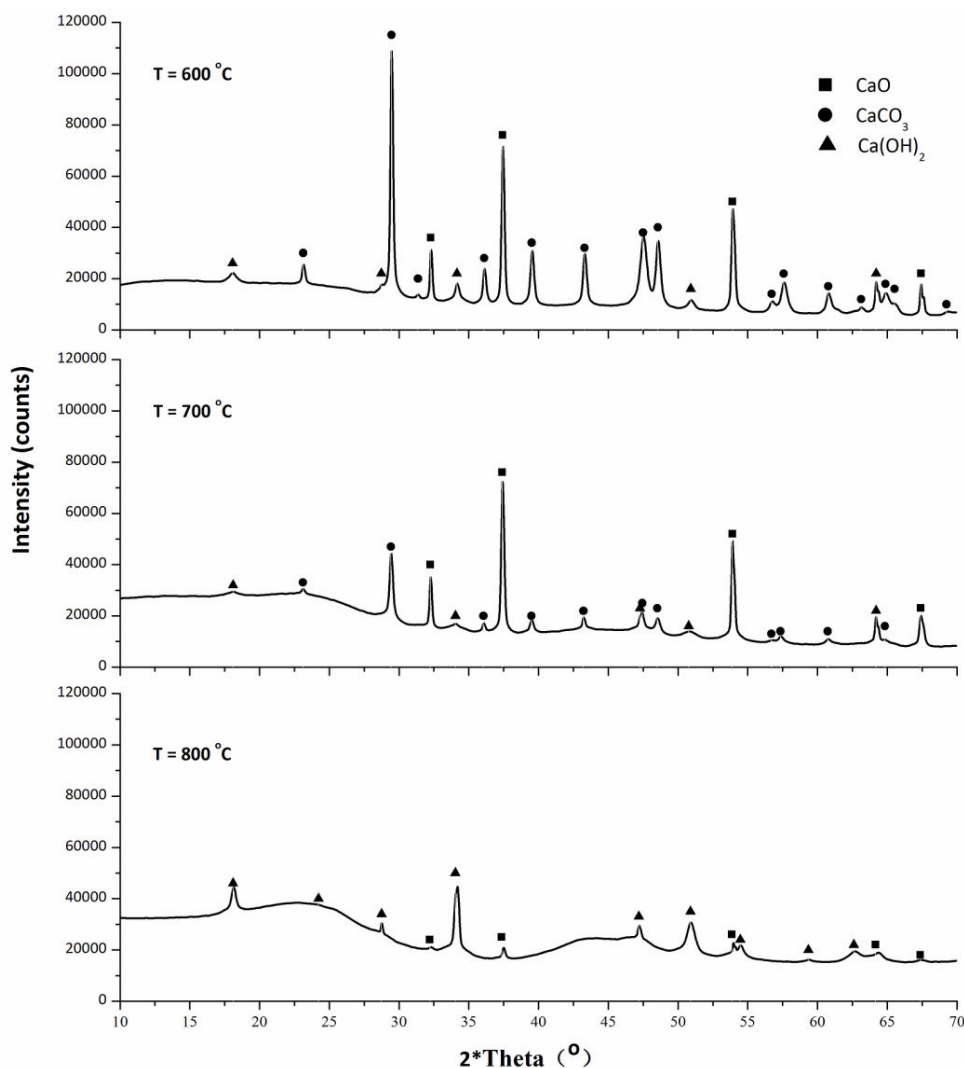 120000
100000
80000
60000
40000
20000
0
T = 600 °C
■ CaO
● CaCO3
▲ Ca(OH)2
120000
100000
80000
60000
40000
20000
0
T = 700 °C
Intensity (counts)
120000
100000
80000
60000
40000
20000
0
T = 800 °C
10 15 20 25 30 35 40 45 50 55 60 65 70
2*Theta (°)